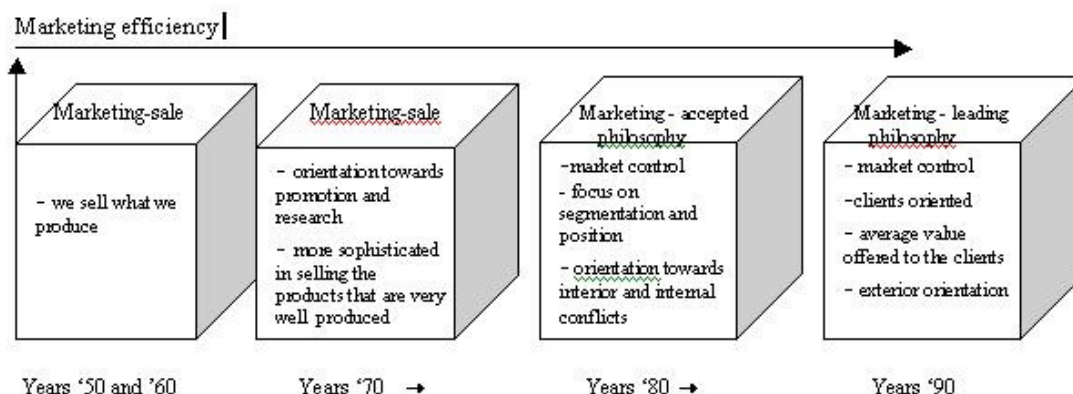 Marketing efficiency
Marketing-sale
- we sell what we
produce
Years ‘50 and ’60
Marketing-sale
- orientation towards
promotion and
research
- more sophisticated
in selling the
products that are very
well produced
Years ‘70 →
Marketing - accepted
philosophy
-market control
- focus on
segmentation and
position
- orientation towards
interior and internal
conflicts
Years ‘80 →
Marketing - leading
philosophy
- market control
-clients oriented
- average value
offered to the clients
- exterior orientation
Years ‘90